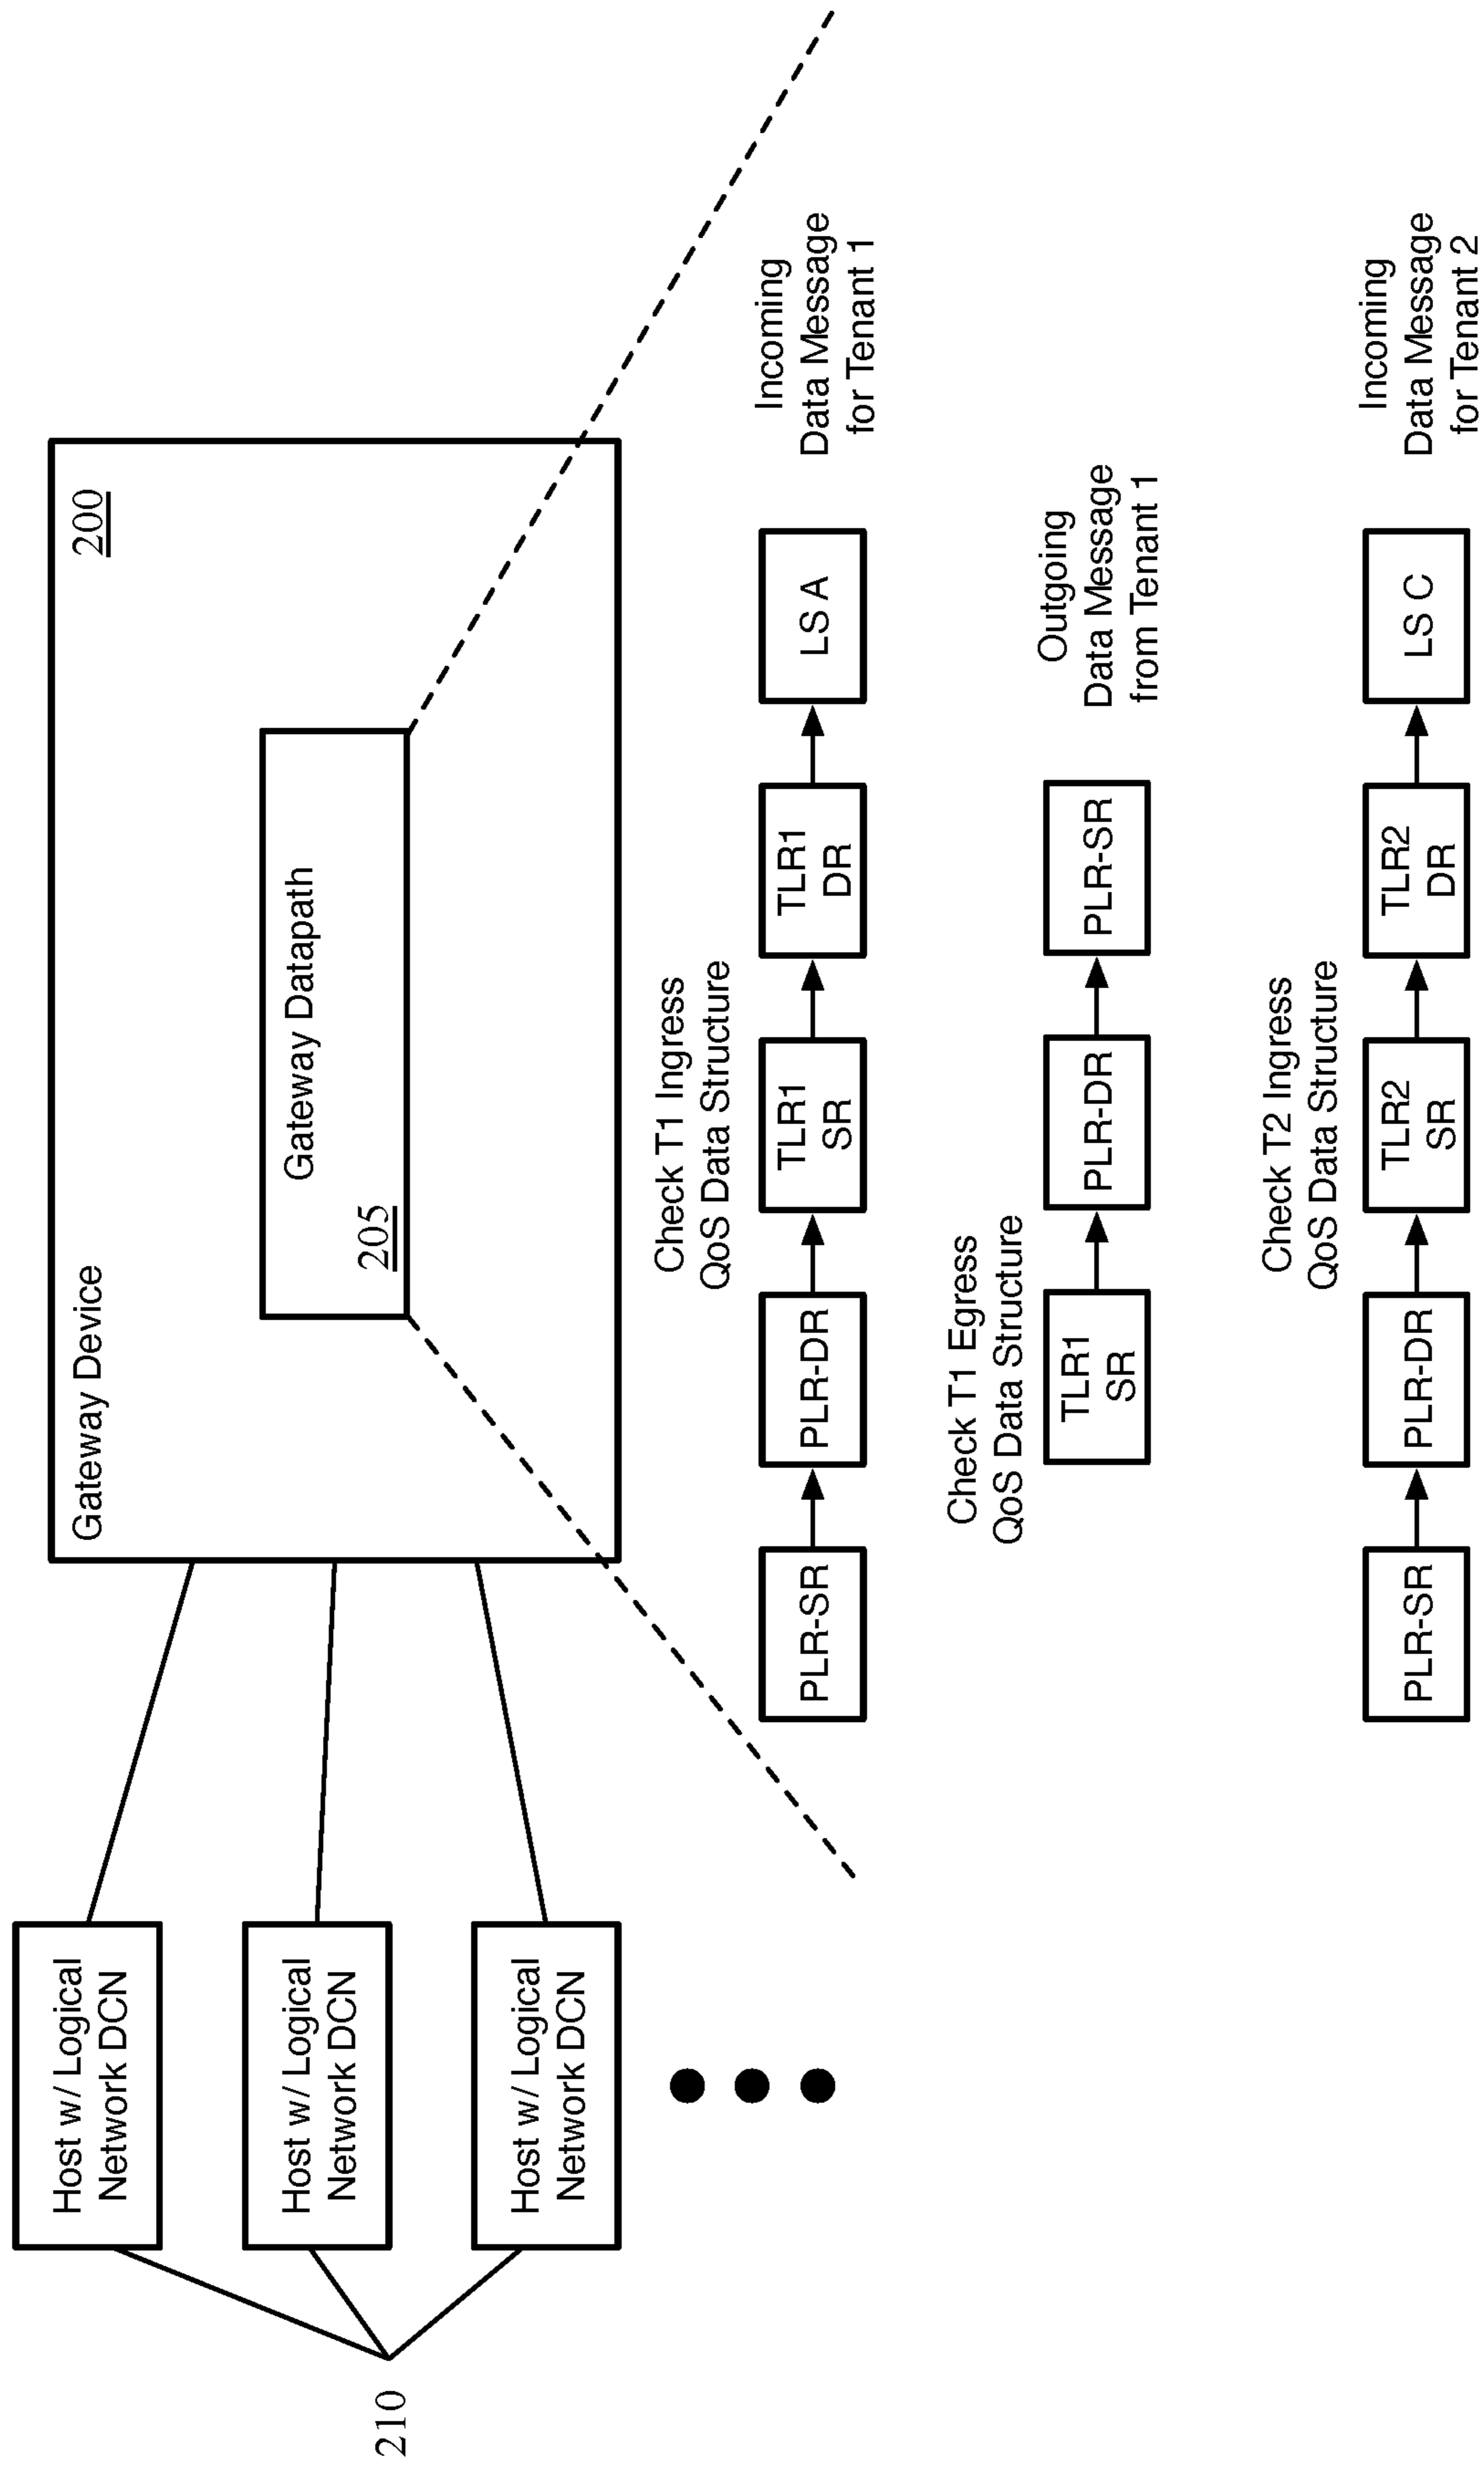 Gateway Device
200
Gateway Datapath
205
Host w/ Logical
Network DCN
Host w/ Logical
Network DCN
Host w/ Logical
Network DCN
210
Check T1 Ingress
QoS Data Structure
PLR-SR
PLR-DR
TLR1
SR
TLR1
DR
LS A
Incoming
Data Message
for Tenant 1
Check T1 Egress
QoS Data Structure
TLR1
SR
PLR-DR
PLR-SR
Outgoing
Data Message
from Tenant 1
Check T2 Ingress
QoS Data Structure
PLR-SR
PLR-DR
TLR2
SR
TLR2
DR
LS C
Incoming
Data Message
for Tenant 2